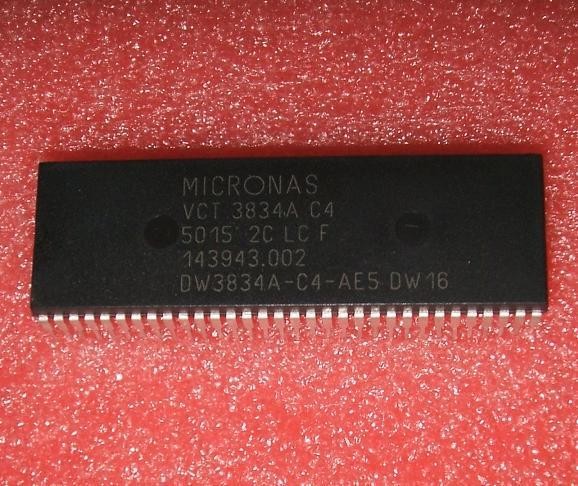 MICRONAS
VCT 3834A C4
5015 2C LC F
143943.002
DW3834A-C4-AE5 DW16